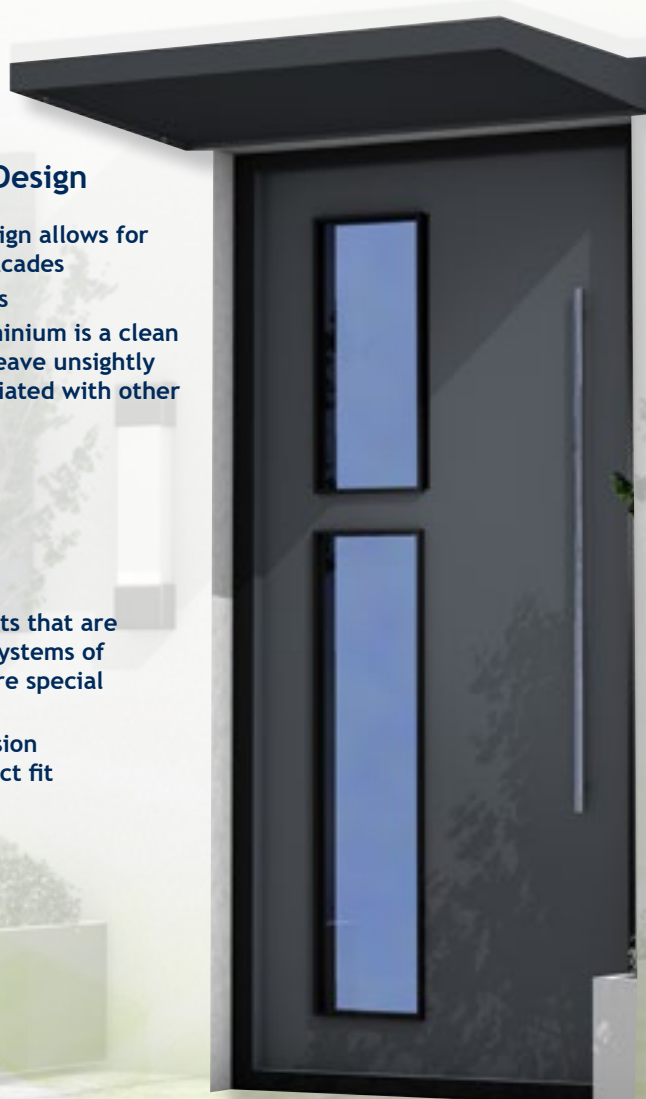 Design
ign allows for
cades
s
minium is a clean
eave unsightly
iated with other
ts that are
ystems of
re special
sion
ct fit